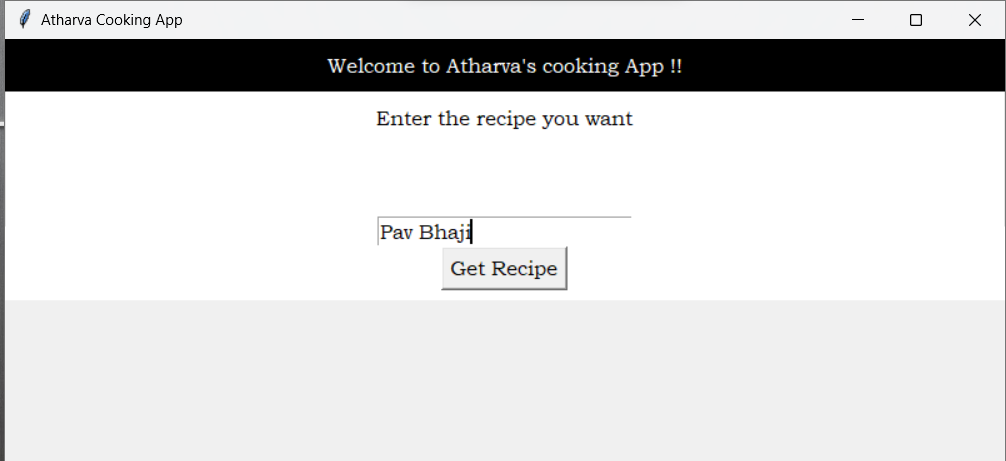 Atharva Cooking App
Welcome to Atharva's cooking App !!
Enter the recipe you want
Pav Bhaji
Get Recipe